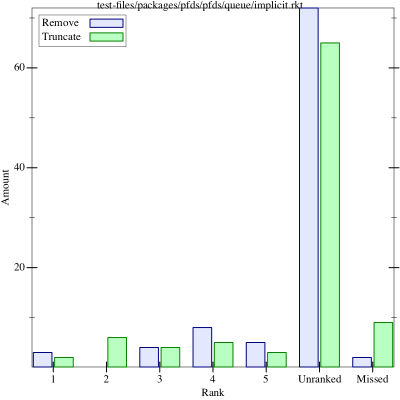 test-files/packages/pfds/pfds/queue/implicit.rkt
Remove
Truncate
60
40
20
Amount
1 2 3 4 5 Unranked Missed
Rank